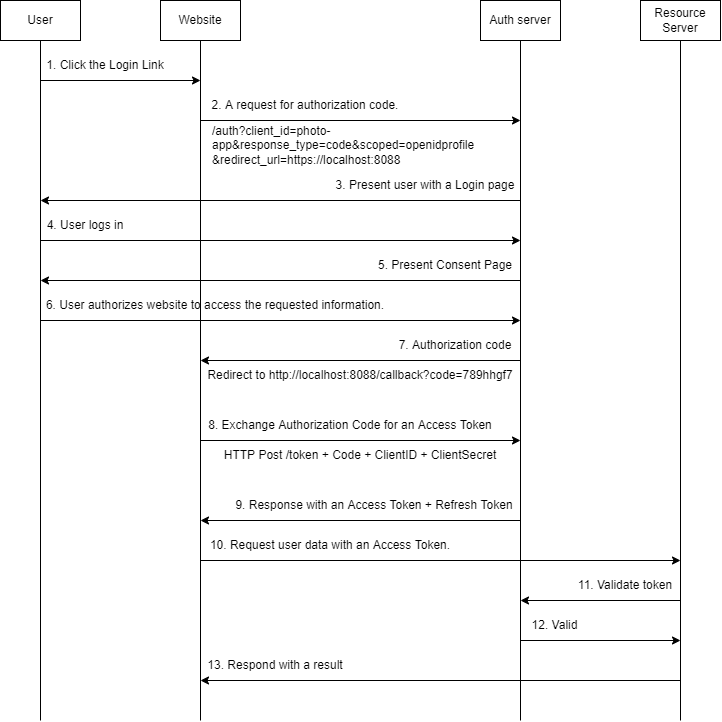 User
Website
Auth server
Resource
Server
1. Click the Login Link
2. A request for authorization code.
/auth?client_id=photo-
app&response_type=code&scoped=openidprofile
&redirect_url=https://localhost:8088
3. Present user with a Login page
4. User logs in
5. Present Consent Page
6. User authorizes website to access the requested information.
7. Authorization code
Redirect to http://localhost:8088/callback?code=789hhgf7
8. Exchange Authorization Code for an Access Token
HTTP Post /token + Code + ClientID + ClientSecret
9. Response with an Access Token + Refresh Token
10. Request user data with an Access Token.
11. Validate token
12. Valid
13. Respond with a result